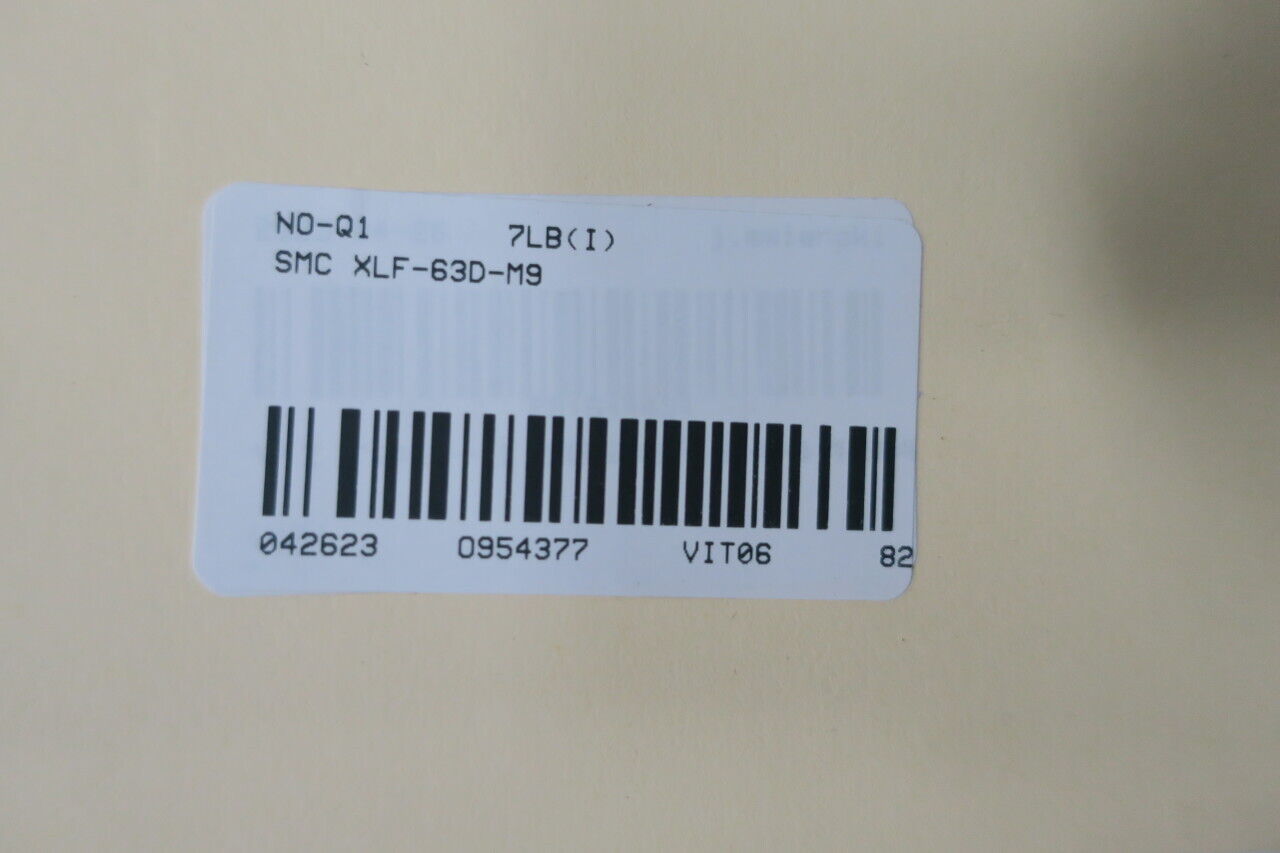 NO-Q1 7LB(I)
SMC XLF-63D-M9
042623 0954377 VIT06 82